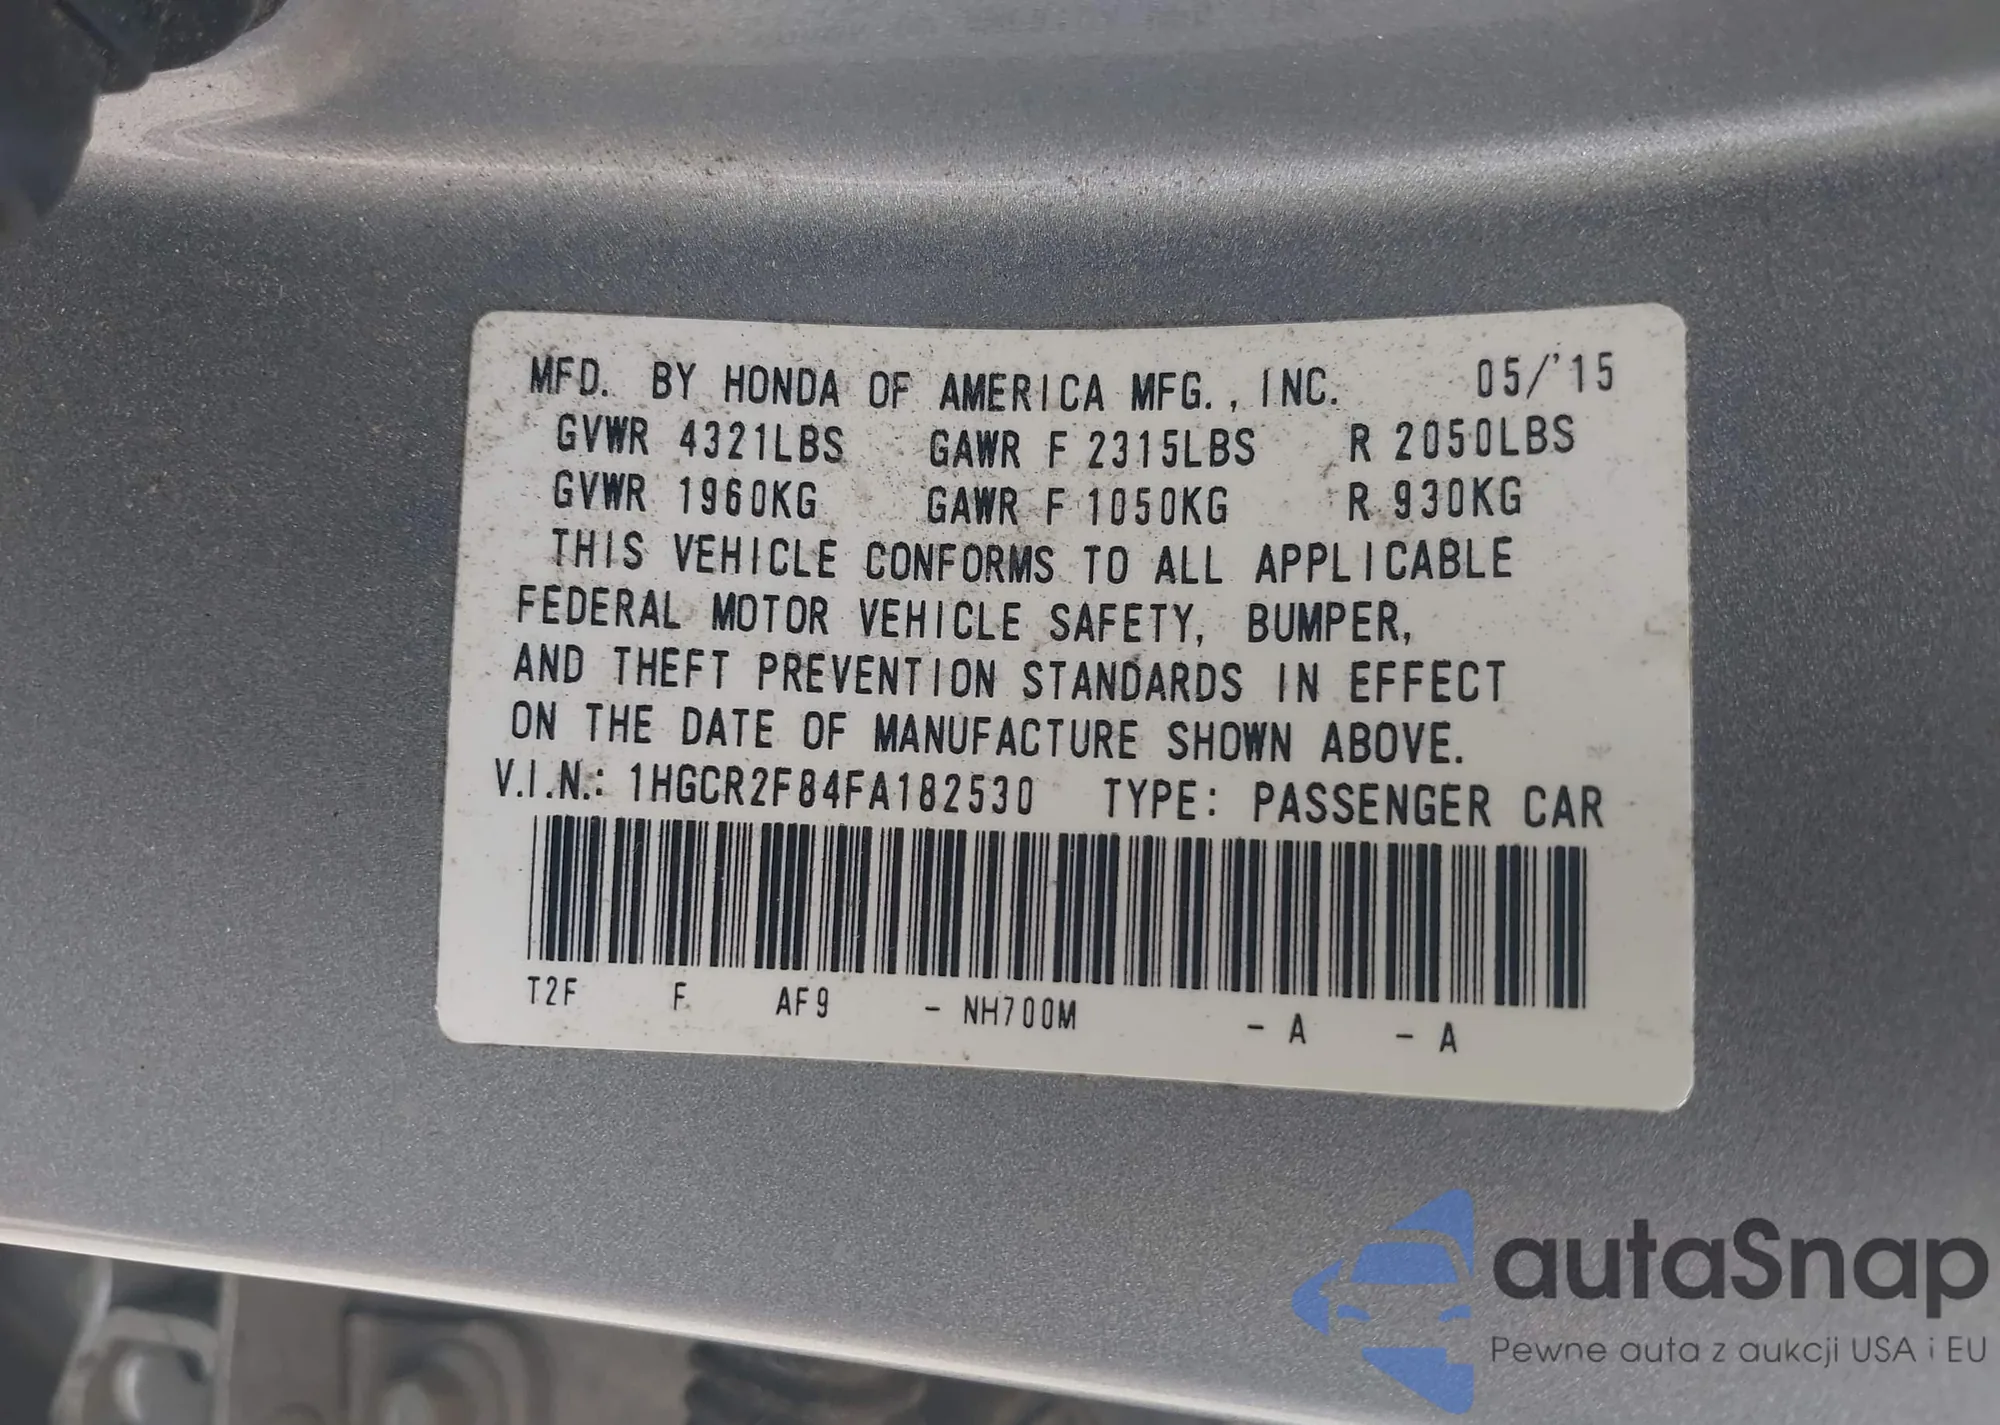 MFD. BY HONDA OF AMERICA MFG., INC. 05/'15
GVWR 4321LBS GAWR F 2315LBS R 2050LBS
GVWR 1960KG GAWR F 1050KG R 930KG
THIS VEHICLE CONFORMS TO ALL APPLICABLE
FEDERAL MOTOR VEHICLE SAFETY, BUMPER,
AND THEFT PREVENTION STANDARDS IN EFFECT
ON THE DATE OF MANUFACTURE SHOWN ABOVE.
V.I.N.: 1HGCR2F84FA182530 TYPE: PASSENGER CAR
T2F F AF9 - NH700M - A - A
autaSnap
Pewne auta z aukcji USA i EU